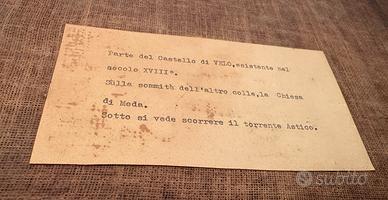 Parte del Castello di VELO,esistente nel
secolo XVIII°.
Sulla sommità dell'altro colle,la Chiesa
di Meda.
Sotto si vede scorrere il torrente Astico.
subito